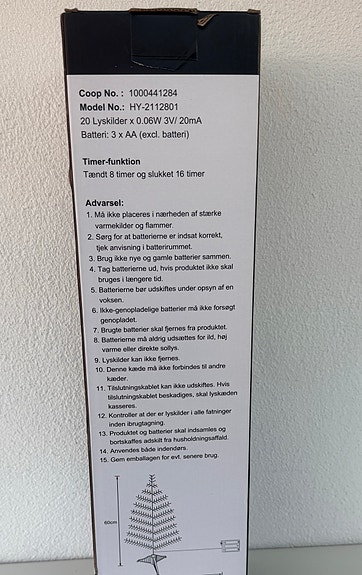 Coop No. : 1000441284
Model No.: HY-2112801
20 Lyskilder x 0.06W 3V/ 20mA
Batteri: 3 x AA (excl. batteri)
Timer-funktion
Tændt 8 timer og slukket 16 timer
Advarsel:
1. Må ikke placeres i nærheden af stærke
varmekilder og flammer.
2. Sørg for at batterierne er indsat korrekt,
tjek anvisning i batterirummet.
3. Brug ikke nye og gamle batterier sammen.
4. Tag batterierne ud, hvis produktet ikke skal
bruges i længere tid.
5. Batterierne bør udskiftes under opsyn af en
voksen.
6. Ikke-genopladelige batterier må ikke forsøgt
genopladet.
7. Brugte batterier skal fjernes fra produktet.
8. Batterierne må aldrig udsættes for ild, høj
varme eller direkte sollys.
9. Lyskilder kan ikke fjernes.
10. Denne kæde må ikke forbindes til andre
kæder.
11. Tilslutningskablet kan ikke udskiftes. Hvis
tilslutningskablet beskadiges, skal lyskæden
kasseres.
12. Kontroller at der er lyskilder i alle fatninger
inden ibrugtagning.
13. Produktet og batterier skal indsamles og
bortskaffes adskilt fra husholdningsaffald.
14. Anvendes både indendørs.
15. Gem emballagen for evt. senere brug.
60cm